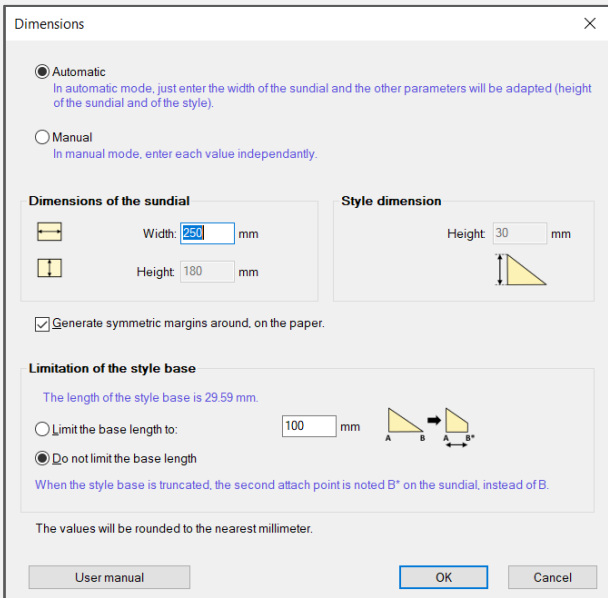 Dimensions
Automatic
In automatic mode, just enter the width of the sundial and the other parameters will be adapted (height
of the sundial and of the style).
Manual
In manual mode, enter each value independantly.
Dimensions of the sundial
Style dimension
Width: 250 mm
Height: 30 mm
Height: 180 mm
Generate symmetric margins around, on the paper.
Limitation of the style base
The length of the style base is 29.59 mm.
Limit the base length to: 100 mm
A B A B*
Do not limit the base length
When the style base is truncated, the second attach point is noted B* on the sundial, instead of B.
The values will be rounded to the nearest millimeter.
User manual OK Cancel